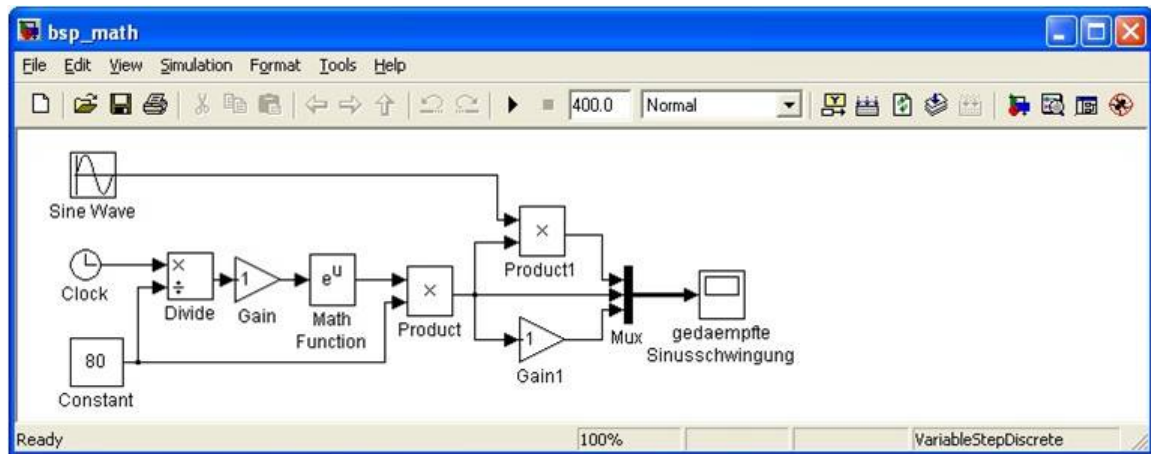 bsp_math
File Edit View Simulation Format Tools Help
400.0 Normal
Sine Wave
×
Product1
Clock
×
÷
Divide
-1
Gain
e^u
Math
Function
×
Product
-1
Gain1
Mux
gedaempfte
Sinusschwingung
80
Constant
Ready 100% VariableStepDiscrete